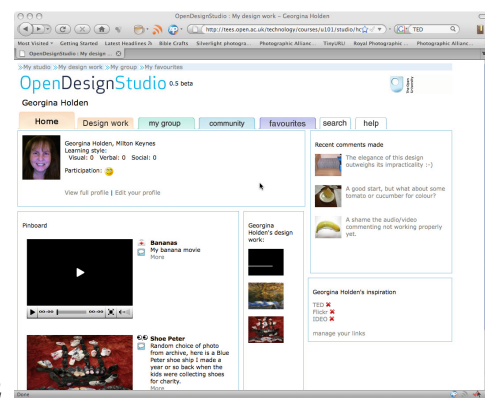 OpenDesignStudio : My design work – Georgina Holden
http://tees.open.ac.uk/technology/courses/u101/studio/hc
TED
Most Visited Getting Started Latest Headlines Bible Crafts Silverlight photogra... Photographic Allianc... TinyURL! Royal Photographic ... Photographic Allianc...
OpenDesignStudio : My design ...
>My studio >My design work >My group >My favourites
OpenDesignStudio 0.5 beta
The Open University
Georgina Holden
Home Design work my group community favourites search help
Georgina Holden, Milton Keynes
Learning style:
Visual: 0 Verbal: 0 Social: 0
Participation:
View full profile | Edit your profile
Recent comments made
The elegance of this design
outweighs its impracticality :-)
A good start, but what about some
tomato or cucumber for colour?
A shame the audio/video
commenting not working properly
yet.
Pinboard
Bananas
My banana movie
More
00:00 00:00
Shoe Peter
Random choice of photo
from archive, here is a Blue
Peter shoe ship I made a
year or so back when the
kids were collecting shoes
for charity.
More
Georgina
Holden's design
work:
Georgina Holden's inspiration
TED
Flickr
IDEO
manage your links
Done